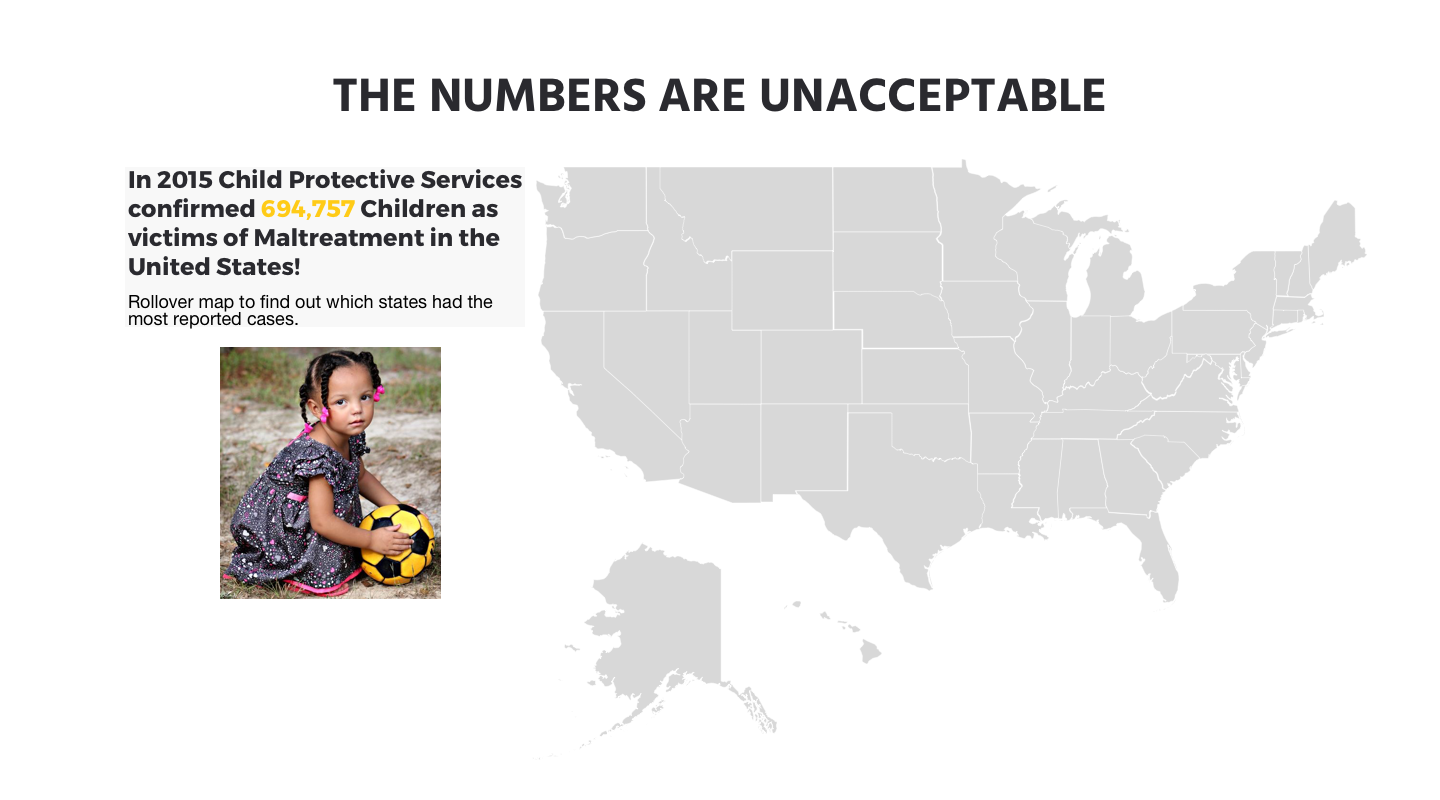 THE NUMBERS ARE UNACCEPTABLE
In 2015 Child Protective Services
confirmed 694,757 Children as
victims of Maltreatment in the
United States!
Rollover map to find out which states had the
most reported cases.